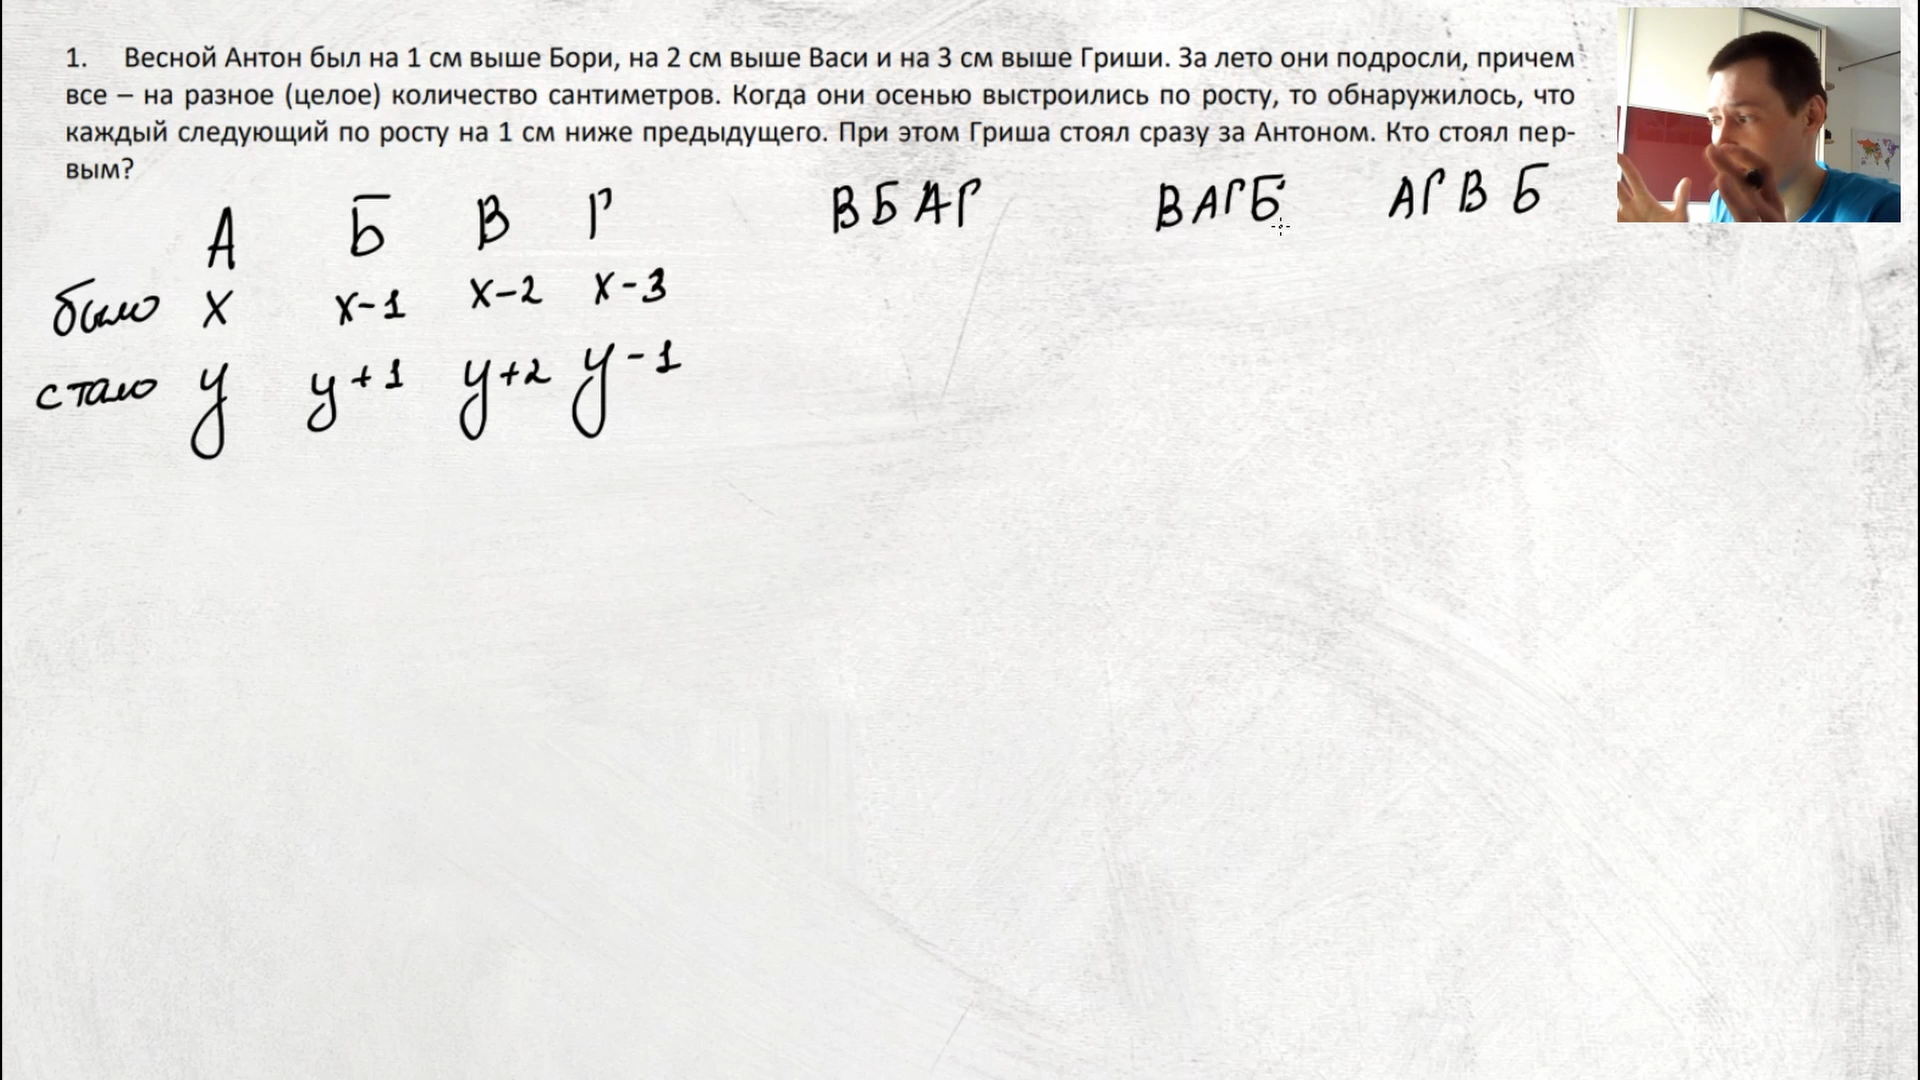 1. Весной Антон был на 1 см выше Бори, на 2 см выше Васи и на 3 см выше Гриши. За лето они подросли, причем
все – на разное (целое) количество сантиметров. Когда они осенью выстроились по росту, то обнаружилось, что
каждый следующий по росту на 1 см ниже предыдущего. При этом Гриша стоял сразу за Антоном. Кто стоял пер-
вым?
А Б В Г
В Б А Г
В А Г Б
А Г В Б
было х х-1 х-2 х-3
стало у у+1 у+2 у-1